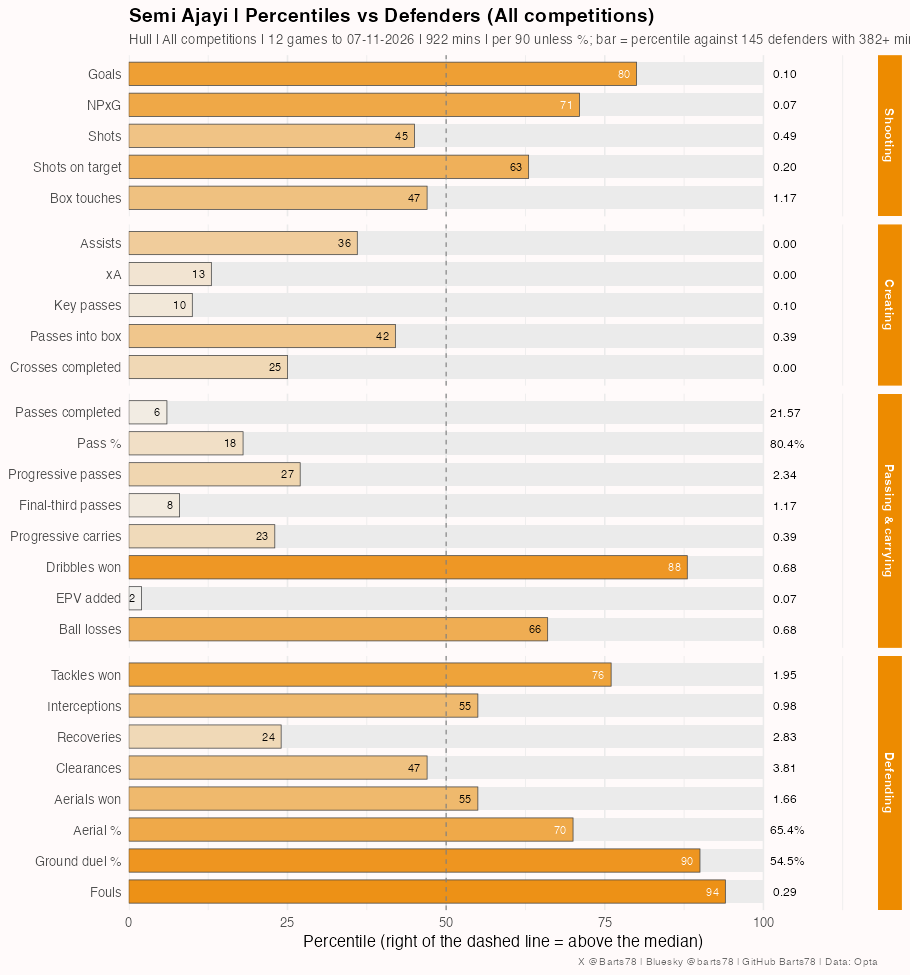 Semi Ajayi | Percentiles vs Defenders (All competitions)
Hull | All competitions | 12 games to 07-11-2026 | 922 mins | per 90 unless %; bar = percentile against 145 defenders with 382+
Goals 80 0.10
NPxG 71 0.07
Shots 45 0.49
Shots on target 63 0.20
Box touches 47 1.17
Shooting
Assists 36 0.00
xA 13 0.00
Key passes 10 0.10
Passes into box 42 0.39
Crosses completed 25 0.00
Creating
Passes completed 6 21.57
Pass % 18 80.4%
Progressive passes 27 2.34
Final-third passes 8 1.17
Progressive carries 23 0.39
Dribbles won 88 0.68
EPV added 2 0.07
Ball losses 66 0.68
Passing & carrying
Tackles won 76 1.95
Interceptions 55 0.98
Recoveries 24 2.83
Clearances 47 3.81
Aerials won 55 1.66
Aerial % 70 65.4%
Ground duel % 90 54.5%
Fouls 94 0.29
Defending
0 25 50 75 100
Percentile (right of the dashed line = above the median)
X @Barts78 | Bluesky @barts78 | GitHub Barts78 | Data: Opta